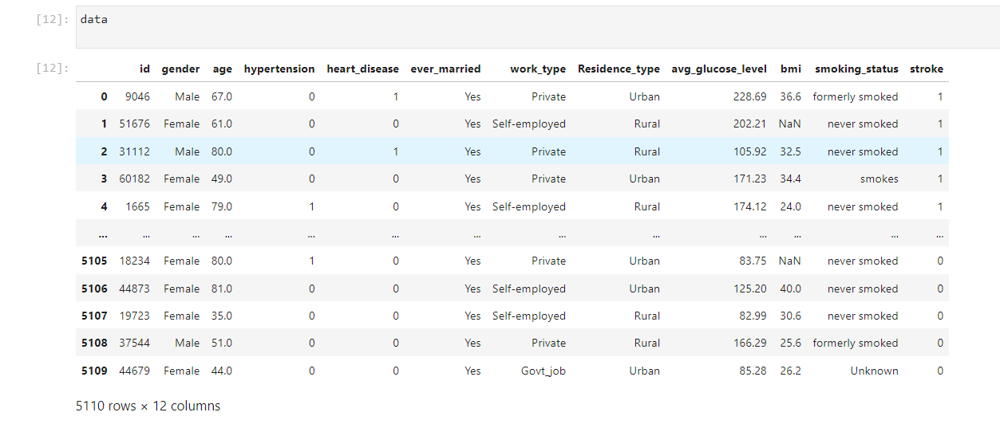 [12]: data
[12]:
id gender age hypertension heart_disease ever_married work_type Residence_type avg_glucose_level bmi smoking_status stroke
0 9046 Male 67.0 0 1 Yes Private Urban 228.69 36.6 formerly smoked 1
1 51676 Female 61.0 0 0 Yes Self-employed Rural 202.21 NaN never smoked 1
2 31112 Male 80.0 0 1 Yes Private Rural 105.92 32.5 never smoked 1
3 60182 Female 49.0 0 0 Yes Private Urban 171.23 34.4 smokes 1
4 1665 Female 79.0 1 0 Yes Self-employed Rural 174.12 24.0 never smoked 1
... ... ... ... ... ... ... ... ... ... ... ... ...
5105 18234 Female 80.0 1 0 Yes Private Urban 83.75 NaN never smoked 0
5106 44873 Female 81.0 0 0 Yes Self-employed Urban 125.20 40.0 never smoked 0
5107 19723 Female 35.0 0 0 Yes Self-employed Rural 82.99 30.6 never smoked 0
5108 37544 Male 51.0 0 0 Yes Private Rural 166.29 25.6 formerly smoked 0
5109 44679 Female 44.0 0 0 Yes Govt_job Urban 85.28 26.2 Unknown 0
5110 rows × 12 columns